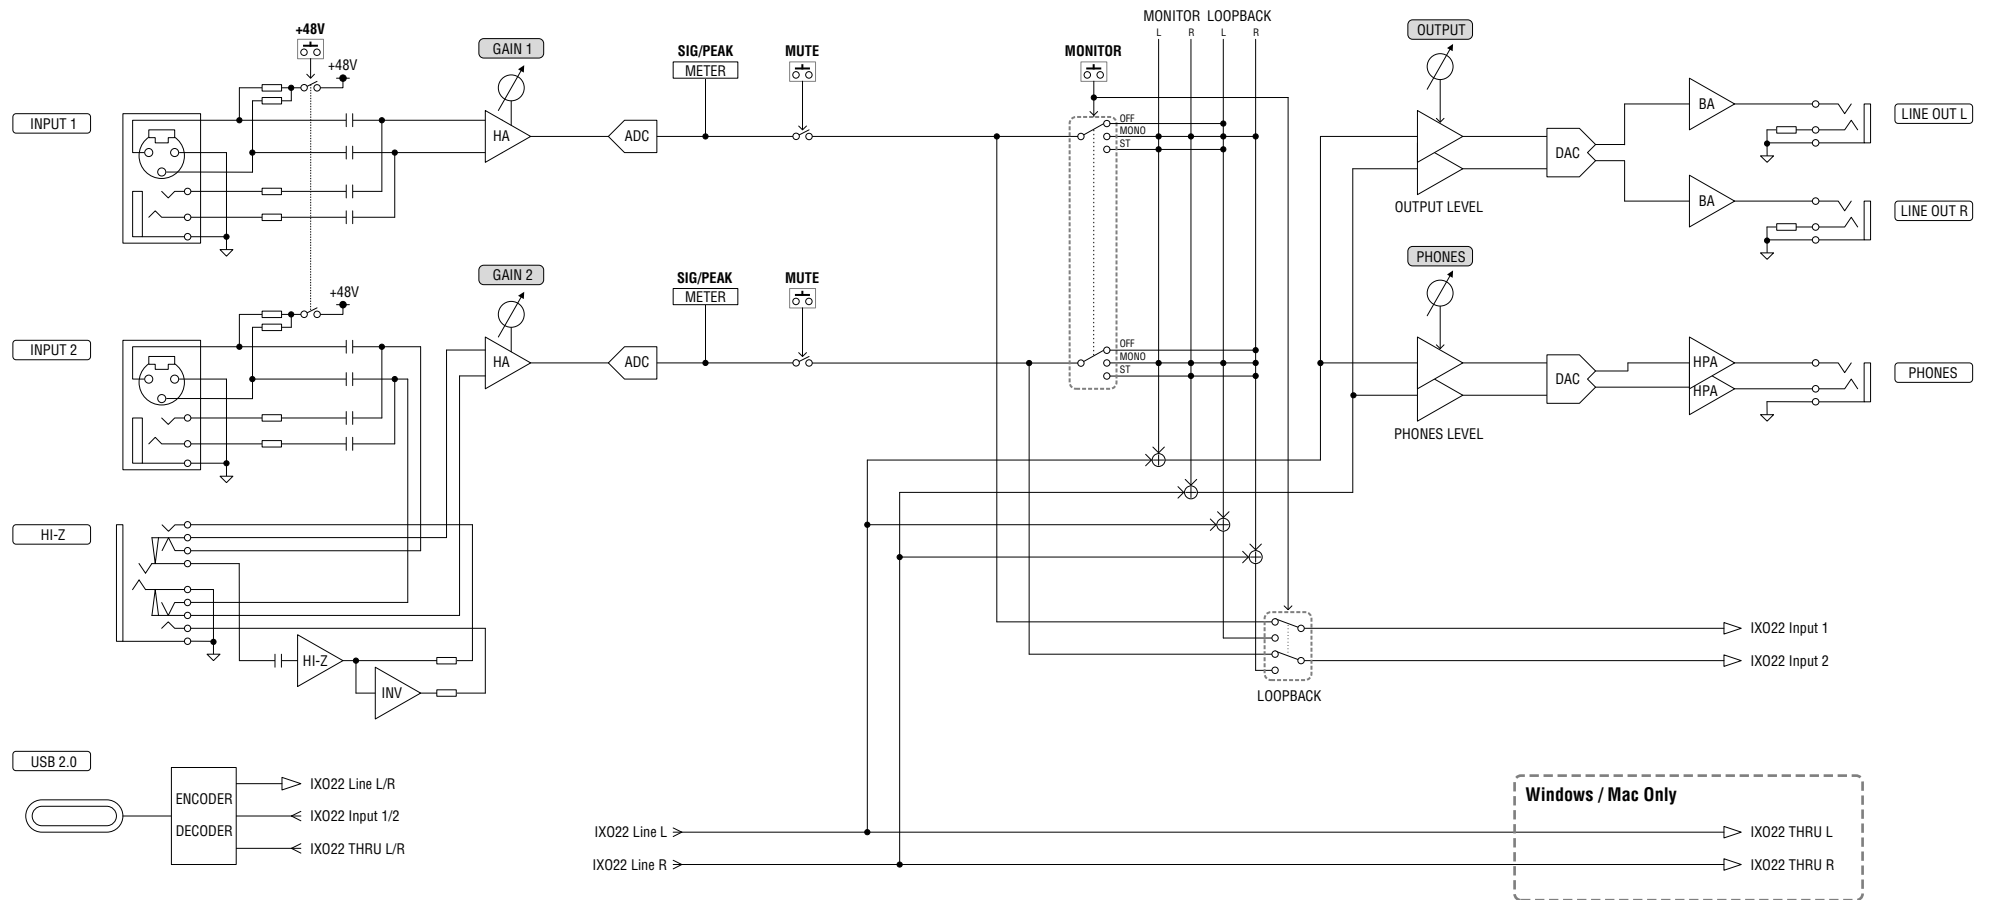 MONITOR LOOPBACK
L R L R
+48V
+48V
GAIN 1
SIG/PEAK
METER
MUTE
MONITOR
OUTPUT
INPUT 1
HA
ADC
OFF
MONO
ST
OUTPUT LEVEL
DAC
BA
LINE OUT L
BA
LINE OUT R
+48V
GAIN 2
SIG/PEAK
METER
MUTE
PHONES
INPUT 2
HA
ADC
OFF
MONO
ST
PHONES LEVEL
DAC
HPA
HPA
PHONES
HI-Z
HI-Z
INV
IXO22 Input 1
IXO22 Input 2
LOOPBACK
USB 2.0
ENCODER
DECODER
IXO22 Line L/R
IXO22 Input 1/2
IXO22 THRU L/R
IXO22 Line L
IXO22 Line R
Windows / Mac Only
IXO22 THRU L
IXO22 THRU R